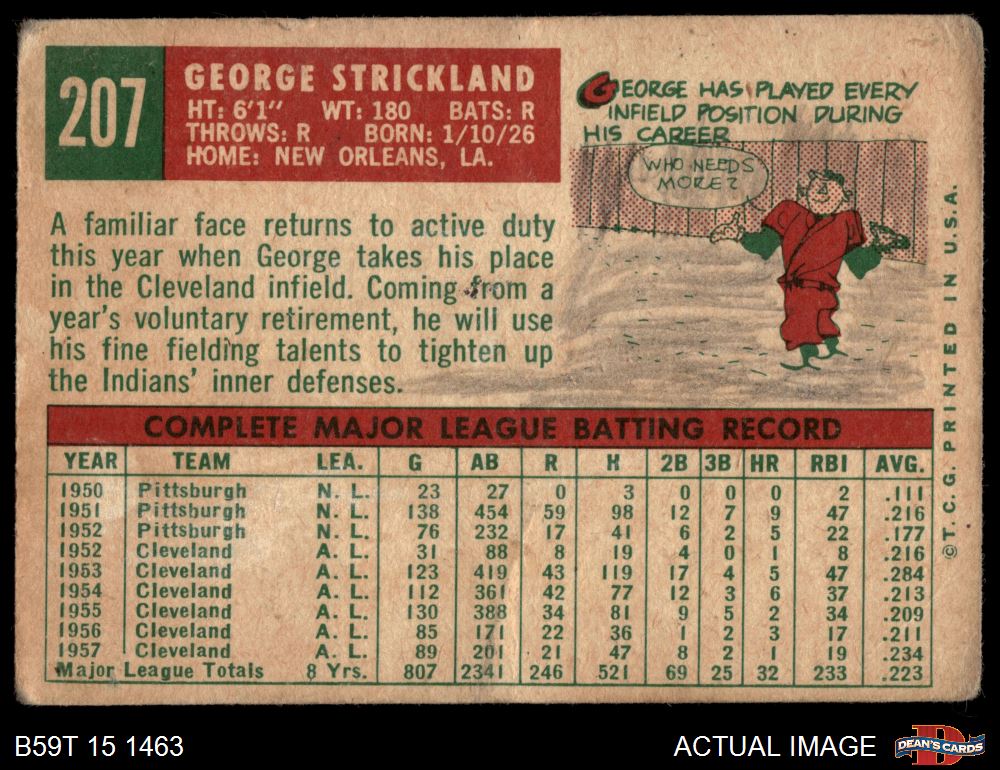 207
GEORGE STRICKLAND
HT: 6'1" WT: 180 BATS: R
THROWS: R BORN: 1/10/26
HOME: NEW ORLEANS, LA.
GEORGE HAS PLAYED EVERY
INFIELD POSITION DURING
HIS CAREER
WHO NEEDS
MORE?
A familiar face returns to active duty
this year when George takes his place
in the Cleveland infield. Coming from a
year's voluntary retirement, he will use
his fine fielding talents to tighten up
the Indians' inner defenses.
COMPLETE MAJOR LEAGUE BATTING RECORD
YEAR TEAM LEA. G AB R H 2B 3B HR RBI AVG.
1950 Pittsburgh N. L. 23 27 0 3 0 0 0 2 .111
1951 Pittsburgh N. L. 138 454 59 98 12 7 9 47 .216
1952 Pittsburgh N. L. 76 232 17 41 6 2 5 22 .177
1952 Cleveland A. L. 31 88 8 19 4 0 1 8 .216
1953 Cleveland A. L. 123 419 43 119 17 4 5 47 .284
1954 Cleveland A. L. 112 361 42 77 12 3 6 37 .213
1955 Cleveland A. L. 130 388 34 81 9 5 2 34 .209
1956 Cleveland A. L. 85 171 22 36 1 2 3 17 .211
1957 Cleveland A. L. 89 201 21 47 8 2 1 19 .234
Major League Totals 8 Yrs. 807 2341 246 521 69 25 32 233 .223
©T. C. G. PRINTED IN U.S.A.
B59T 15 1463
ACTUAL IMAGE
DEAN'S CARDS